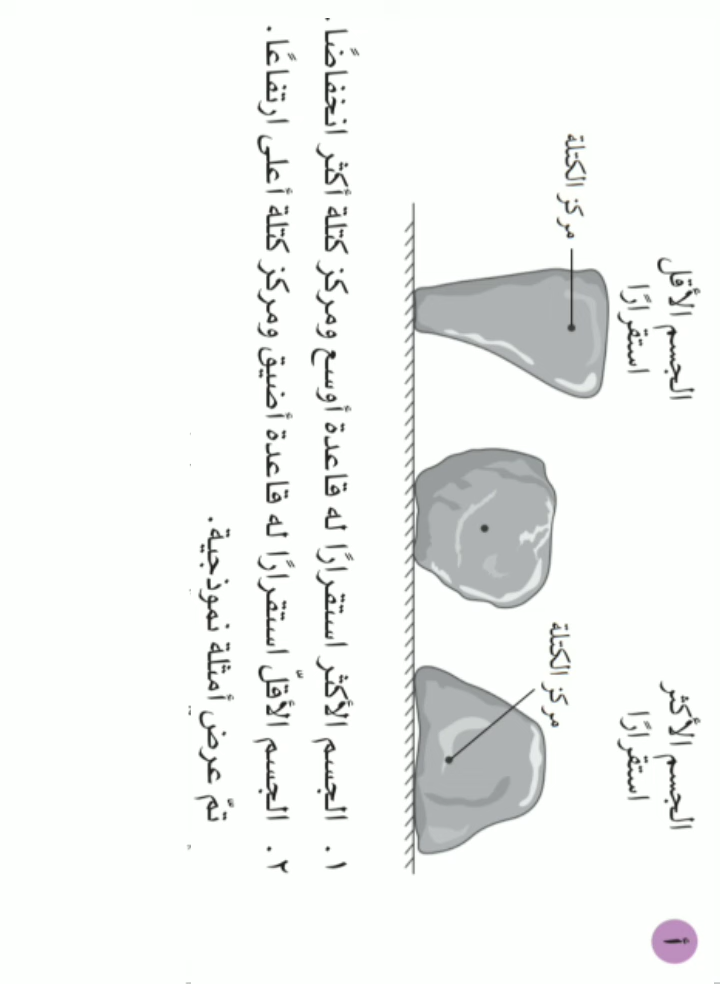 أ
الجسم الأكثر
استقرارًا
الجسم الأقل
استقرارًا
مركز الكتلة
مركز الكتلة
١. الجسم الأكثر استقرارًا له قاعدة أوسع ومركز كتلة أكثر انخفاضًا.
٢. الجسم الأقلّ استقرارًا له قاعدة أضيق ومركز كتلة أعلى ارتفاعًا.
تمّ عرض أمثلة نموذجية.